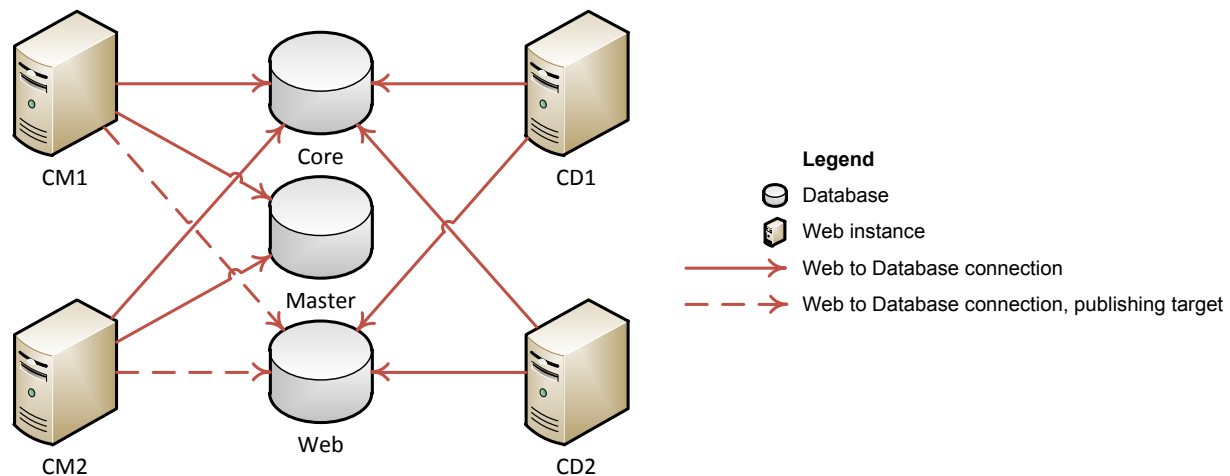 Core
CM1
CD1
Master
Web
CM2
CD2
Legend
Database
Web instance
Web to Database connection
Web to Database connection, publishing target